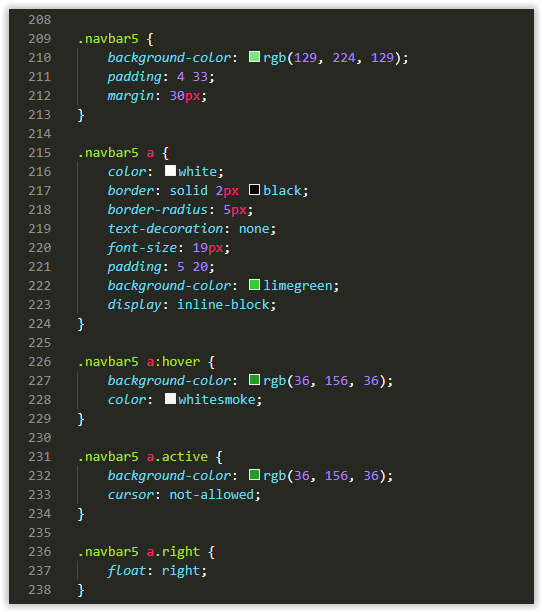 208
209 .navbar5 {
210     background-color: rgb(129, 224, 129);
211     padding: 4 33;
212     margin: 30px;
213 }
214
215 .navbar5 a {
216     color: white;
217     border: solid 2px black;
218     border-radius: 5px;
219     text-decoration: none;
220     font-size: 19px;
221     padding: 5 20;
222     background-color: limegreen;
223     display: inline-block;
224 }
225
226 .navbar5 a:hover {
227     background-color: rgb(36, 156, 36);
228     color: whitesmoke;
229 }
230
231 .navbar5 a.active {
232     background-color: rgb(36, 156, 36);
233     cursor: not-allowed;
234 }
235
236 .navbar5 a.right {
237     float: right;
238 }